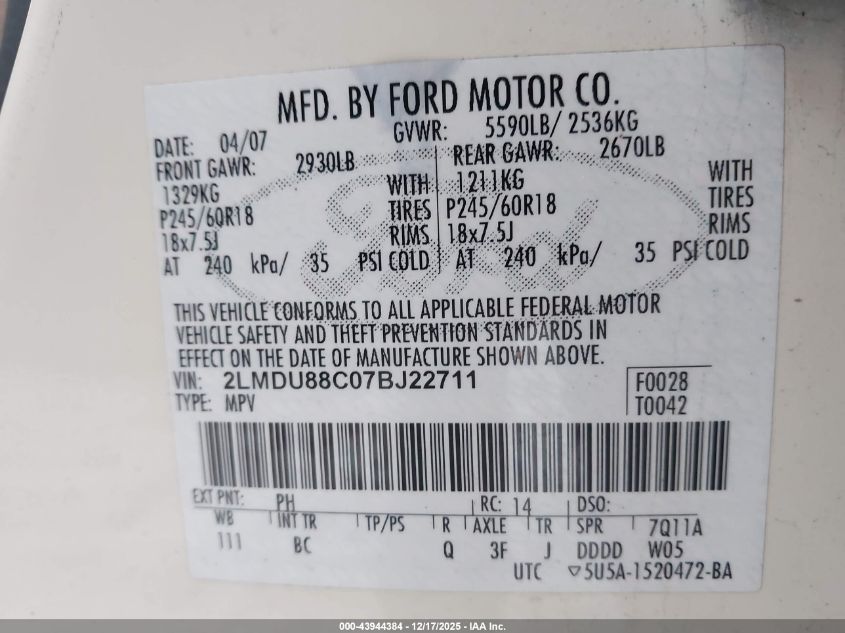 MFD. BY FORD MOTOR CO.
DATE: 04/07 GVWR: 5590LB/ 2536KG
FRONT GAWR: 2930LB REAR GAWR: 2670LB
1329KG WITH 1211KG WITH
P245/60R18 TIRES P245/60R18 TIRES
18x7.5J RIMS 18x7.5J RIMS
AT 240 kPa/ 35 PSI COLD AT 240 kPa/ 35 PSI COLD
THIS VEHICLE CONFORMS TO ALL APPLICABLE FEDERAL MOTOR
VEHICLE SAFETY AND THEFT PREVENTION STANDARDS IN
EFFECT ON THE DATE OF MANUFACTURE SHOWN ABOVE.
VIN: 2LMDU88C07BJ22711 F0028
TYPE: MPV T0042
EXT PNT: PH RC: 14 DSO:
WB INT TR TP/PS R AXLE TR SPR 7Q11A
111 BC Q 3F J DDDD W05
UTC ▽5U5A-1520472-BA
Ford
000-43944384 - 12/17/2025 - IAA Inc.